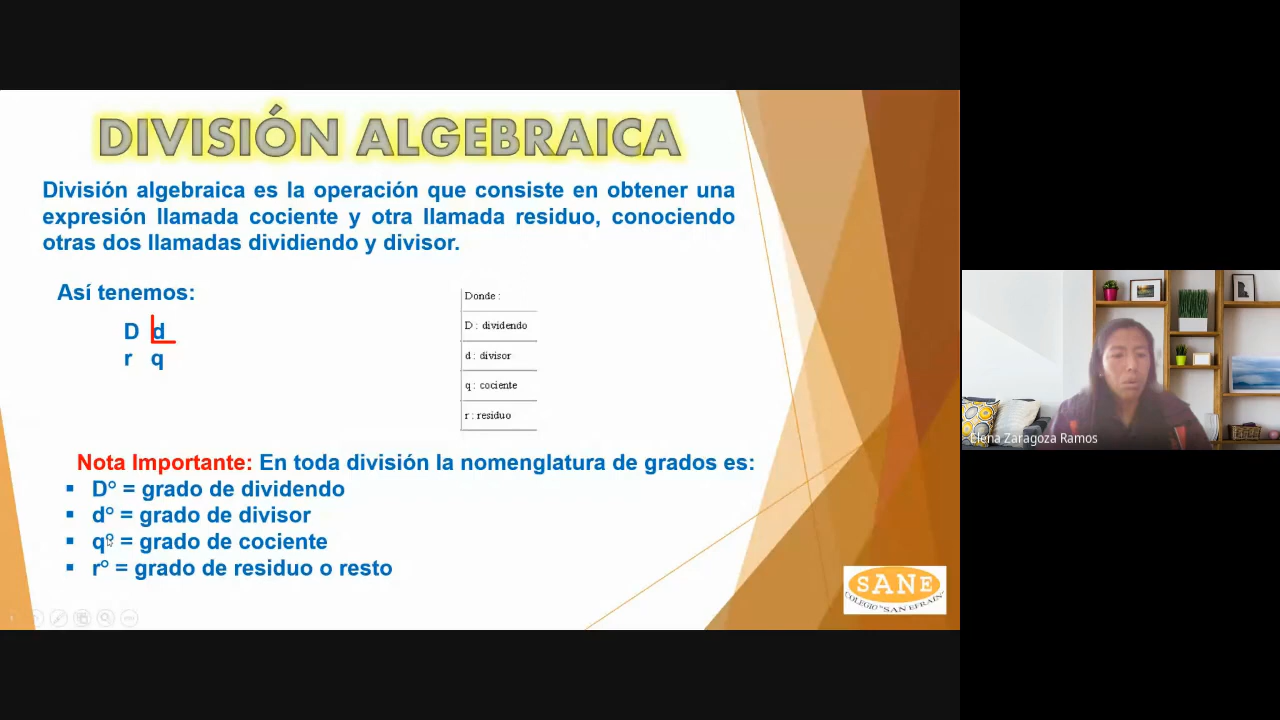 DIVISIÓN ALGEBRAICA
División algebraica es la operación que consiste en obtener una
expresión llamada cociente y otra llamada residuo, conociendo
otras dos llamadas dividiendo y divisor.
Así tenemos:
D d
r q
Donde :
D : dividendo
d : divisor
q : cociente
r : residuo
Nota Importante: En toda división la nomenglatura de grados es:
▪ D° = grado de dividendo
▪ d° = grado de divisor
▪ q° = grado de cociente
▪ r° = grado de residuo o resto
SANE
COLEGIO "SAN EFRAIN"
Elena Zaragoza Ramos